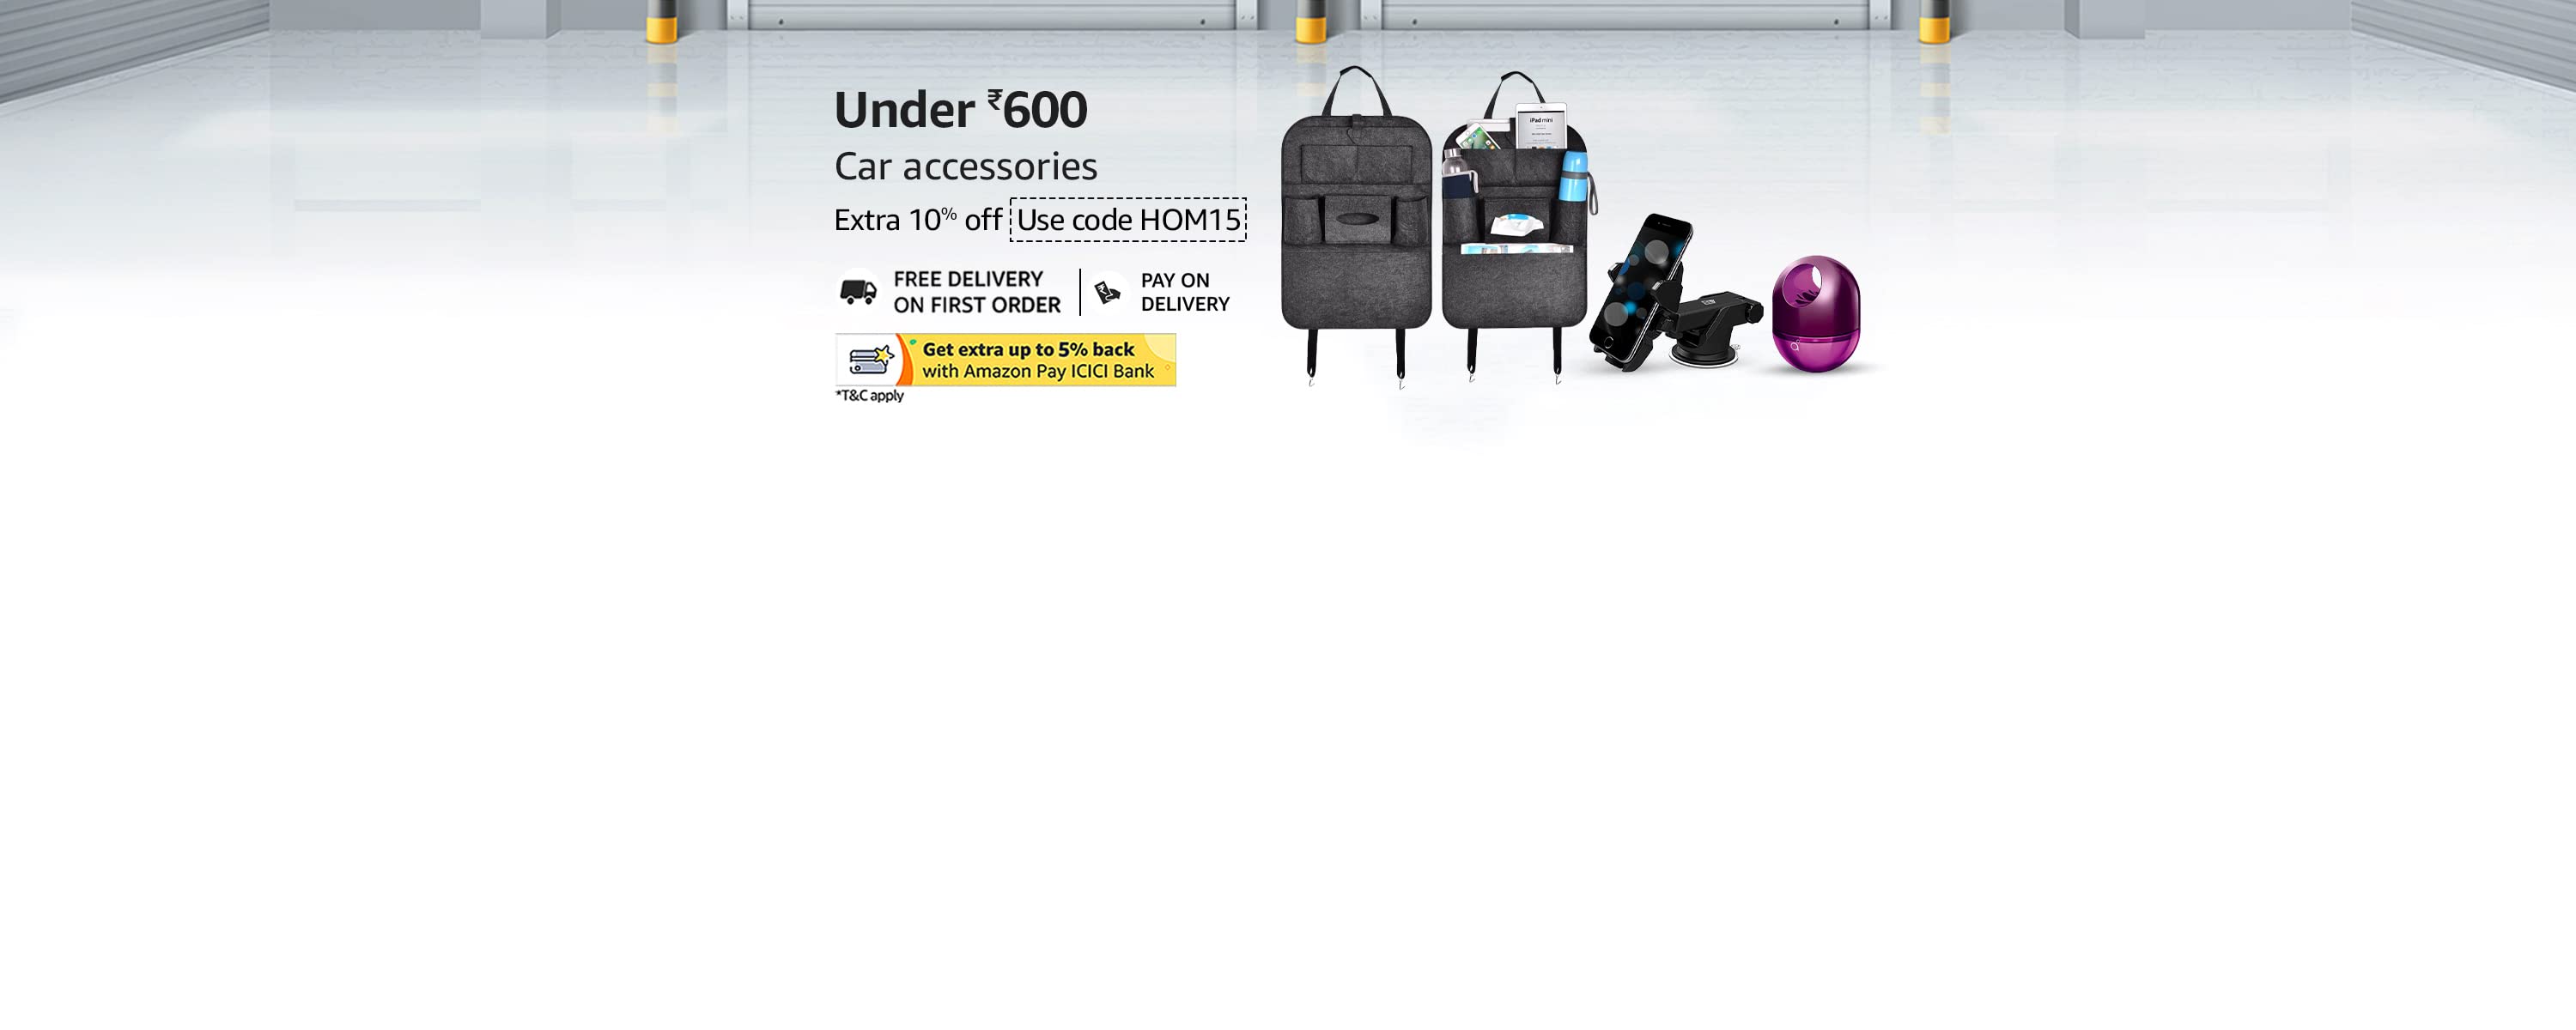 Under ₹600
Car accessories
Extra 10% off Use code HOM15
FREE DELIVERY
ON FIRST ORDER
PAY ON
DELIVERY
Get extra up to 5% back
with Amazon Pay ICICI Bank
*T&C apply
iPad mini